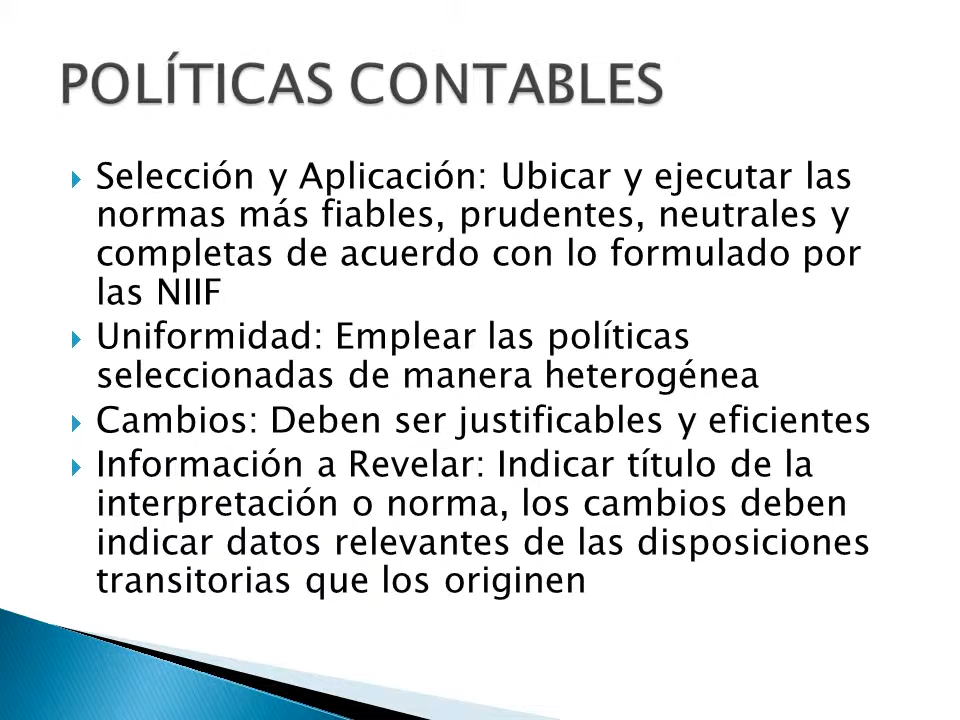 POLÍTICAS CONTABLES
Selección y Aplicación: Ubicar y ejecutar las
normas más fiables, prudentes, neutrales y
completas de acuerdo con lo formulado por
las NIIF
Uniformidad: Emplear las políticas
seleccionadas de manera heterogénea
Cambios: Deben ser justificables y eficientes
Información a Revelar: Indicar título de la
interpretación o norma, los cambios deben
indicar datos relevantes de las disposiciones
transitorias que los originen